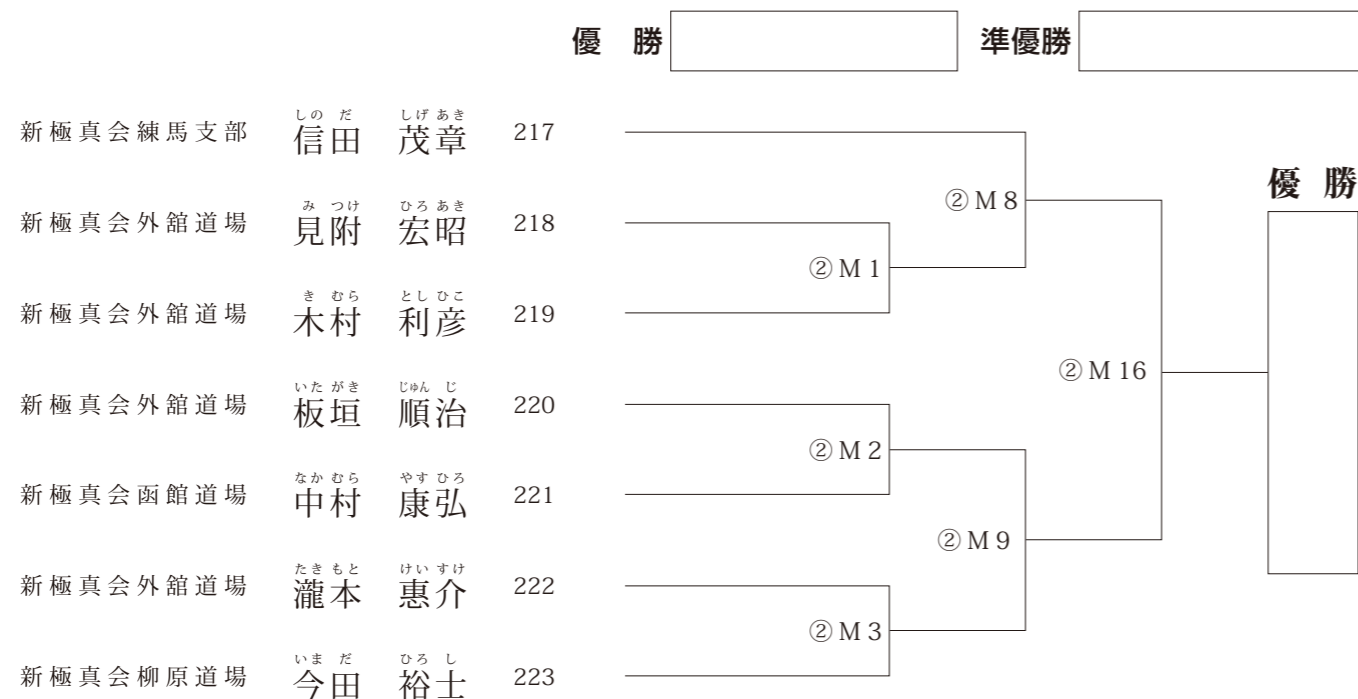 優　勝　準優勝
しの だ　しげ あき
新極真会練馬支部　信田　茂章　217
②M 8
優 勝
み つけ　ひろ あき
新極真会外舘道場　見附　宏昭　218
②M 1
き むら　とし ひこ
新極真会外舘道場　木村　利彦　219
②M 16
いた がき　じゅん じ
新極真会外舘道場　板垣　順治　220
②M 2
なか むら　やす ひろ
新極真会函館道場　中村　康弘　221
②M 9
たき もと　けい すけ
新極真会外舘道場　瀧本　惠介　222
②M 3
いま だ　ひろ し
新極真会柳原道場　今田　裕士　223